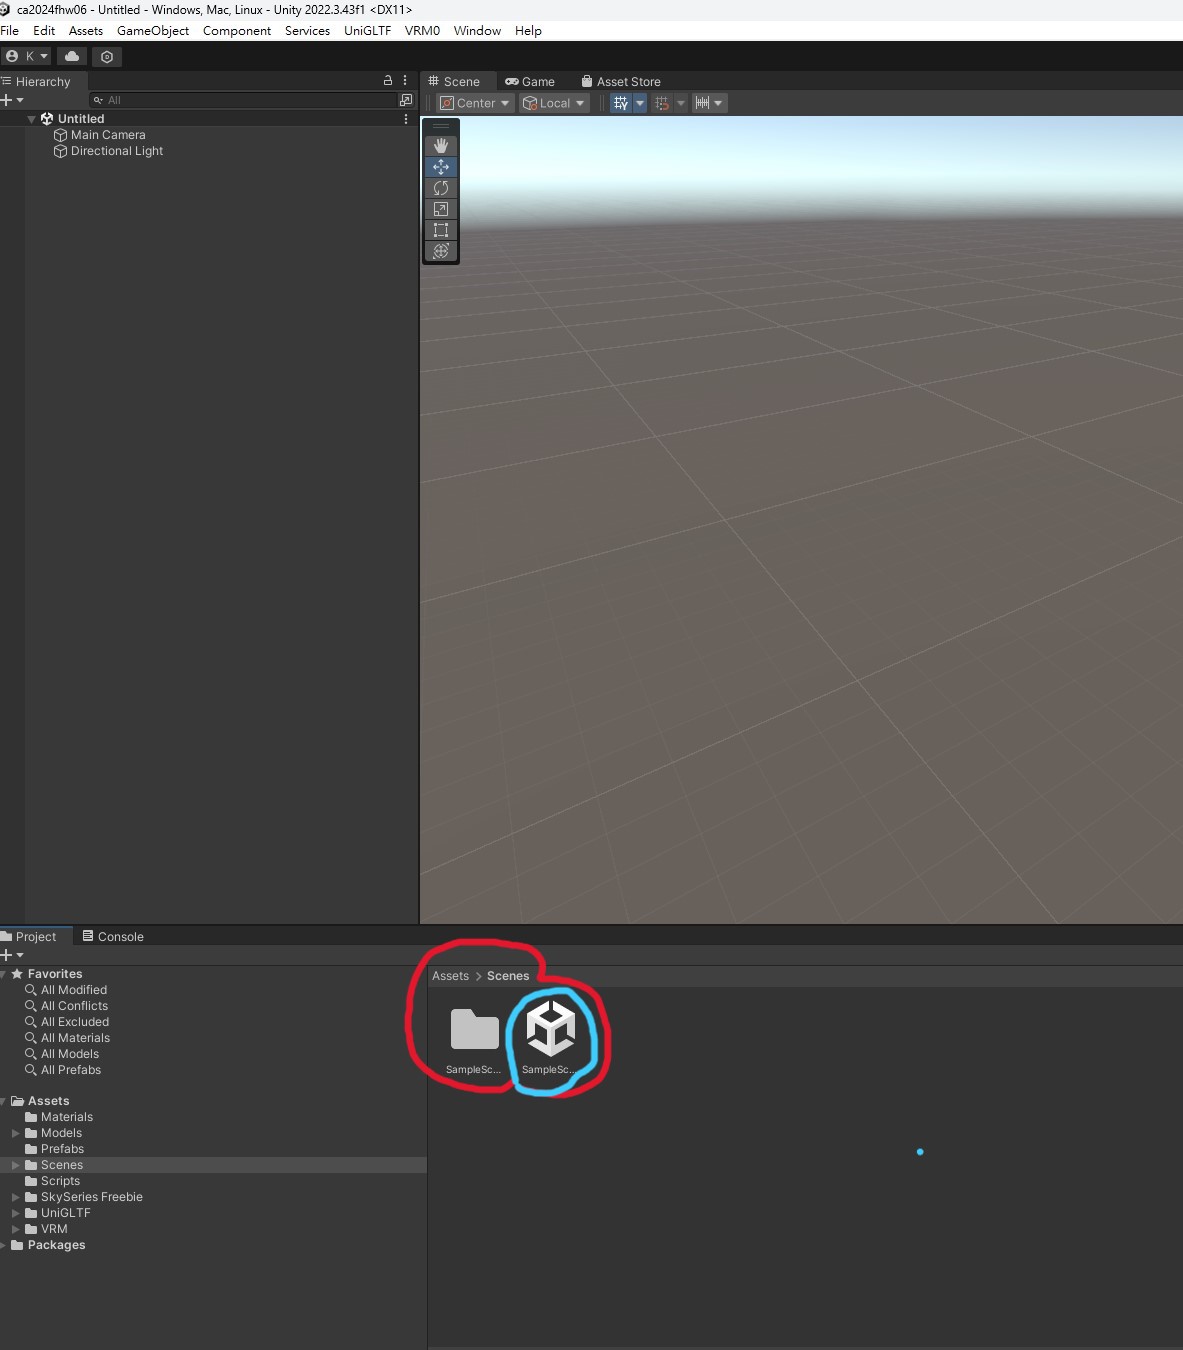 ca2024fhw06 - Untitled - Windows, Mac, Linux - Unity 2022.3.43f1 <DX11>
File Edit Assets GameObject Component Services UniGLTF VRM0 Window Help
K
Hierarchy
All
Untitled
Main Camera
Directional Light
Scene Game Asset Store
Center Local
Project Console
Favorites
All Modified
All Conflicts
All Excluded
All Materials
All Models
All Prefabs
Assets
Materials
Models
Prefabs
Scenes
Scripts
SkySeries Freebie
UniGLTF
VRM
Packages
Assets > Scenes
SampleSc... SampleSc...